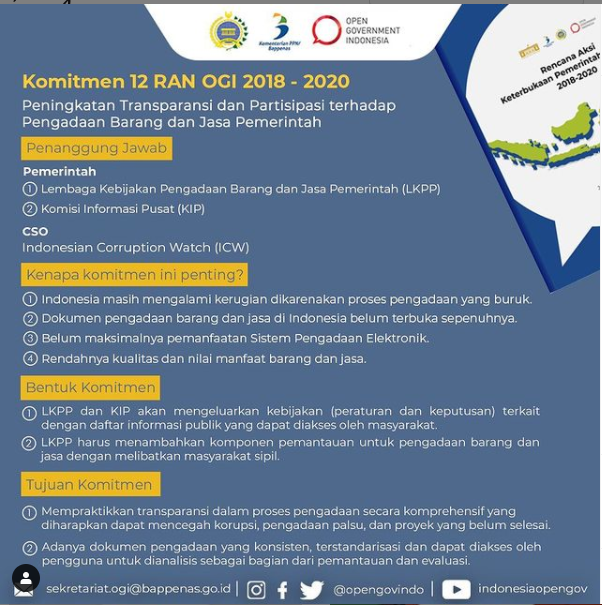 Kementerian PPN/
Bappenas
OPEN
GOVERNMENT
INDONESIA
Rencana Aksi
Keterbukaan Pemerintah
2018-2020
Komitmen 12 RAN OGI 2018 - 2020
Peningkatan Transparansi dan Partisipasi terhadap
Pengadaan Barang dan Jasa Pemerintah
Penanggung Jawab
Pemerintah
1 Lembaga Kebijakan Pengadaan Barang dan Jasa Pemerintah (LKPP)
2 Komisi Informasi Pusat (KIP)
CSO
Indonesian Corruption Watch (ICW)
Kenapa komitmen ini penting?
1 Indonesia masih mengalami kerugian dikarenakan proses pengadaan yang buruk.
2 Dokumen pengadaan barang dan jasa di Indonesia belum terbuka sepenuhnya.
3 Belum maksimalnya pemanfaatan Sistem Pengadaan Elektronik.
4 Rendahnya kualitas dan nilai manfaat barang dan jasa.
Bentuk Komitmen
1 LKPP dan KIP akan mengeluarkan kebijakan (peraturan dan keputusan) terkait
dengan daftar informasi publik yang dapat diakses oleh masyarakat.
2 LKPP harus menambahkan komponen pemantauan untuk pengadaan barang dan
jasa dengan melibatkan masyarakat sipil.
Tujuan Komitmen
1 Mempraktikkan transparansi dalam proses pengadaan secara komprehensif yang
diharapkan dapat mencegah korupsi, pengadaan palsu, dan proyek yang belum selesai.
2 Adanya dokumen pengadaan yang konsisten, terstandarisasi dan dapat diakses oleh
pengguna untuk dianalisis sebagai bagian dari pemantauan dan evaluasi.
sekretariat.ogi@bappenas.go.id | @opengovindo | indonesiaopengov